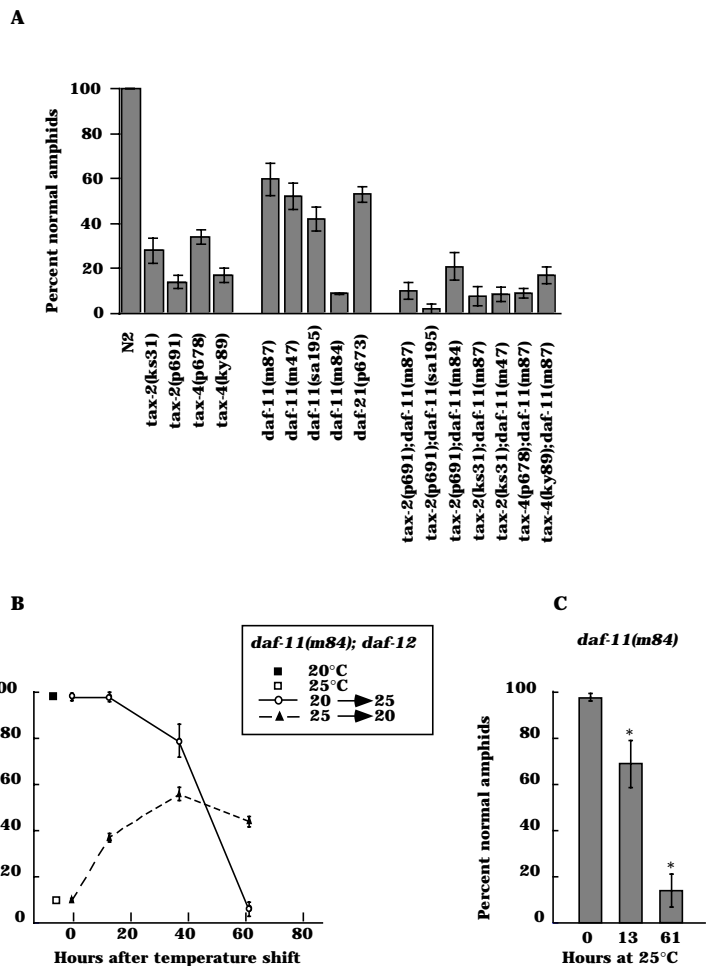 A
Percent normal amphids
100
80
60
40
20
0
N2
tax-2(ks31)
tax-2(p691)
tax-4(p678)
tax-4(ky89)
daf-11(m87)
daf-11(m47)
daf-11(sa195)
daf-11(m84)
daf-21(p673)
tax-2(p691);daf-11(m87)
tax-2(p691);daf-11(sa195)
tax-2(p691);daf-11(m84)
tax-2(ks31);daf-11(m87)
tax-2(ks31);daf-11(m47)
tax-4(p678);daf-11(m87)
tax-4(ky89);daf-11(m87)
B
daf-11(m84); daf-12
20°C
25°C
20 25
25 20
00
80
60
40
20
0
0 20 40 60 80
Hours after temperature shift
C
daf-11(m84)
Percent normal amphids
100
80
60
40
20
0
*
*
0 13 61
Hours at 25°C